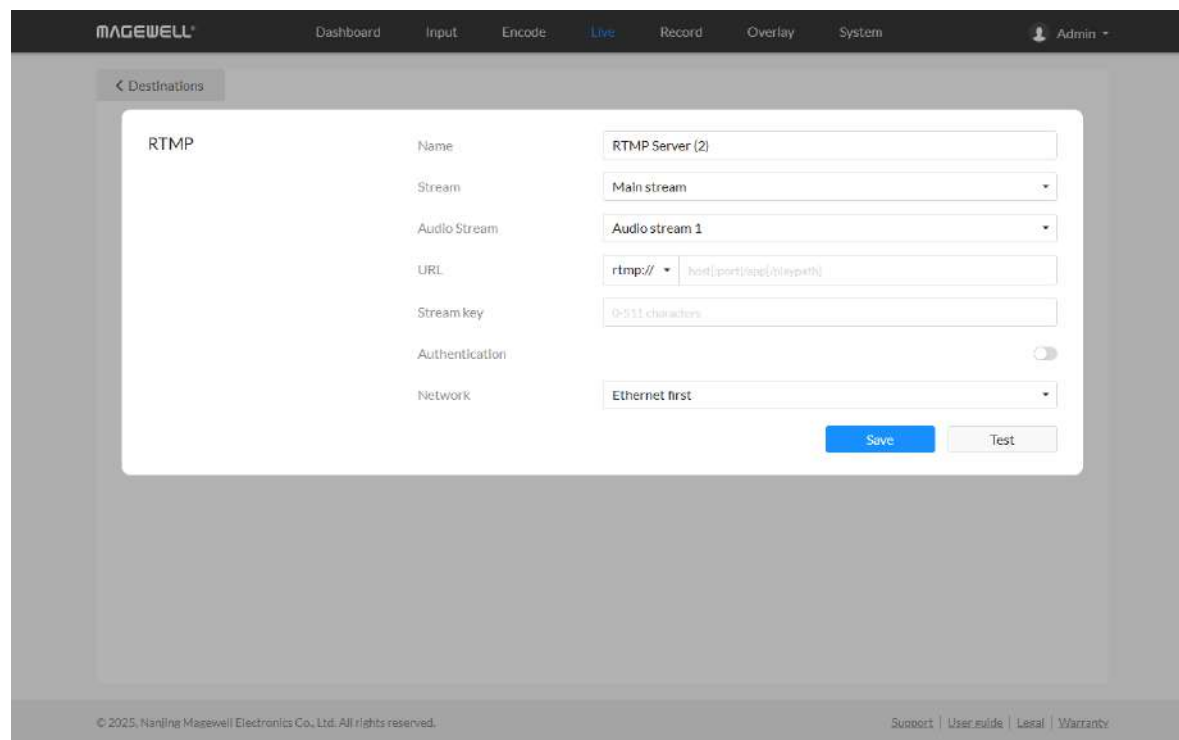 MAGEWELL®
Dashboard Input Encode Live Record Overlay System Admin
Destinations
RTMP
Name RTMP Server (2)
Stream Main stream
Audio Stream Audio stream 1
URL rtmp:// host[:port]/app[/playpath]
Stream key 0-511 characters
Authentication
Network Ethernet first
Save Test
© 2025, Nanjing Magewell Electronics Co., Ltd. All rights reserved. Support | User guide | Legal | Warranty